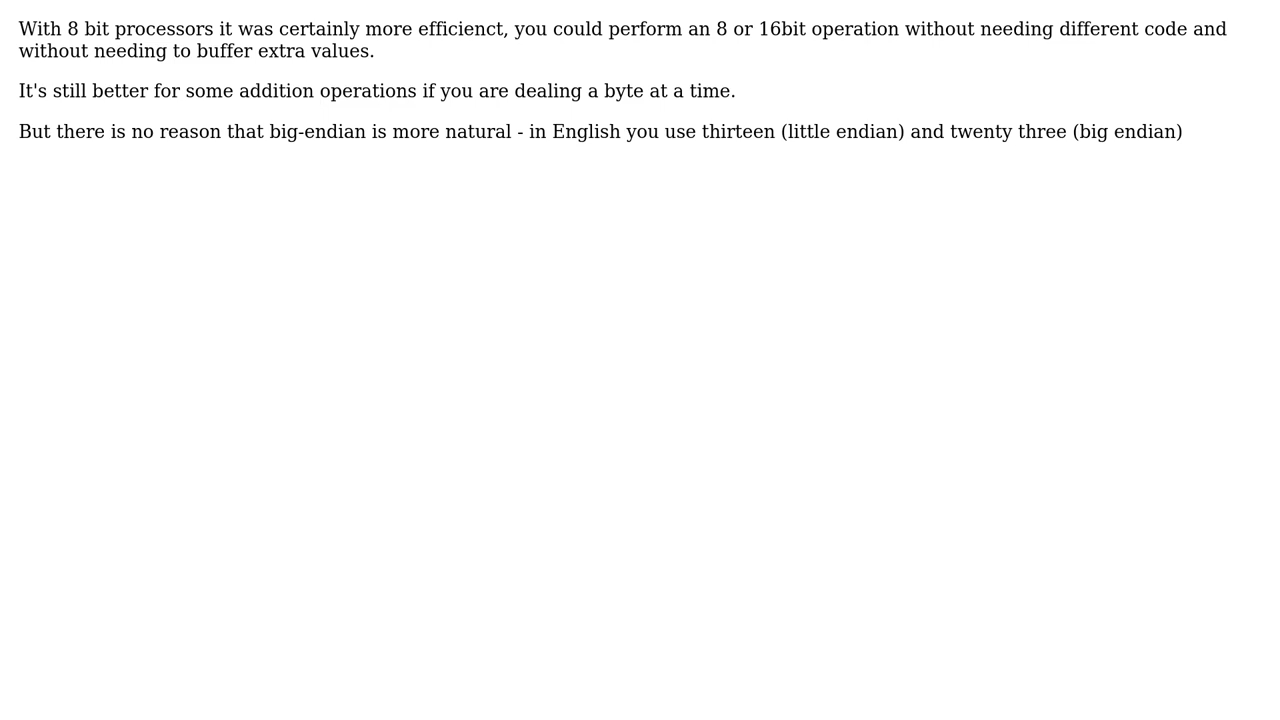 With 8 bit processors it was certainly more efficienct, you could perform an 8 or 16bit operation without needing different code and
without needing to buffer extra values.
It's still better for some addition operations if you are dealing a byte at a time.
But there is no reason that big-endian is more natural - in English you use thirteen (little endian) and twenty three (big endian)